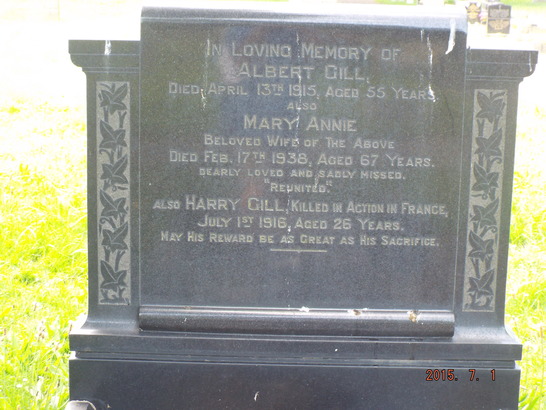 In Loving Memory of
Albert Gill,
Died April 13th 1915, Aged 55 Years,
also
Mary Annie
Beloved Wife of The Above
Died Feb. 17th 1938, Aged 67 Years.
Dearly Loved and Sadly Missed.
"Reunited."
also Harry Gill, Killed in Action in France,
July 1st 1916, Aged 26 Years.
May His Reward be as Great as His Sacrifice.
2015. 7. 1